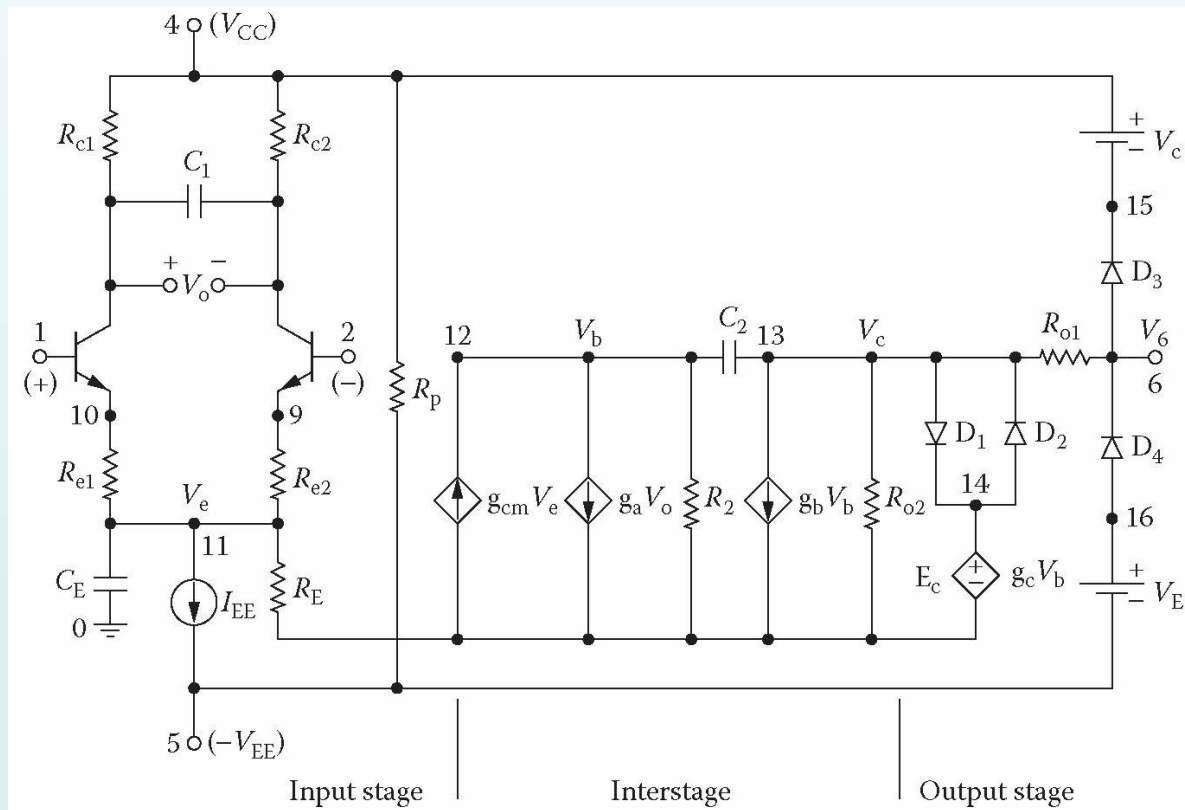 4 (V_CC)
R_c1 R_c2
C_1
+ −
V_c
15
+ −
V_o
D_3
1 2
(+) (−)
12 V_b C_2 13 V_c R_o1 V_6
6
R_p
10 9
R_e1 R_e2
D_1 D_2 D_4
V_e
14
g_cm V_e g_a V_o R_2 g_b V_b R_o2
16
11
C_E I_EE R_E
E_c + − g_c V_b
+ −
V_E
0
5 (−V_EE)
Input stage Interstage Output stage